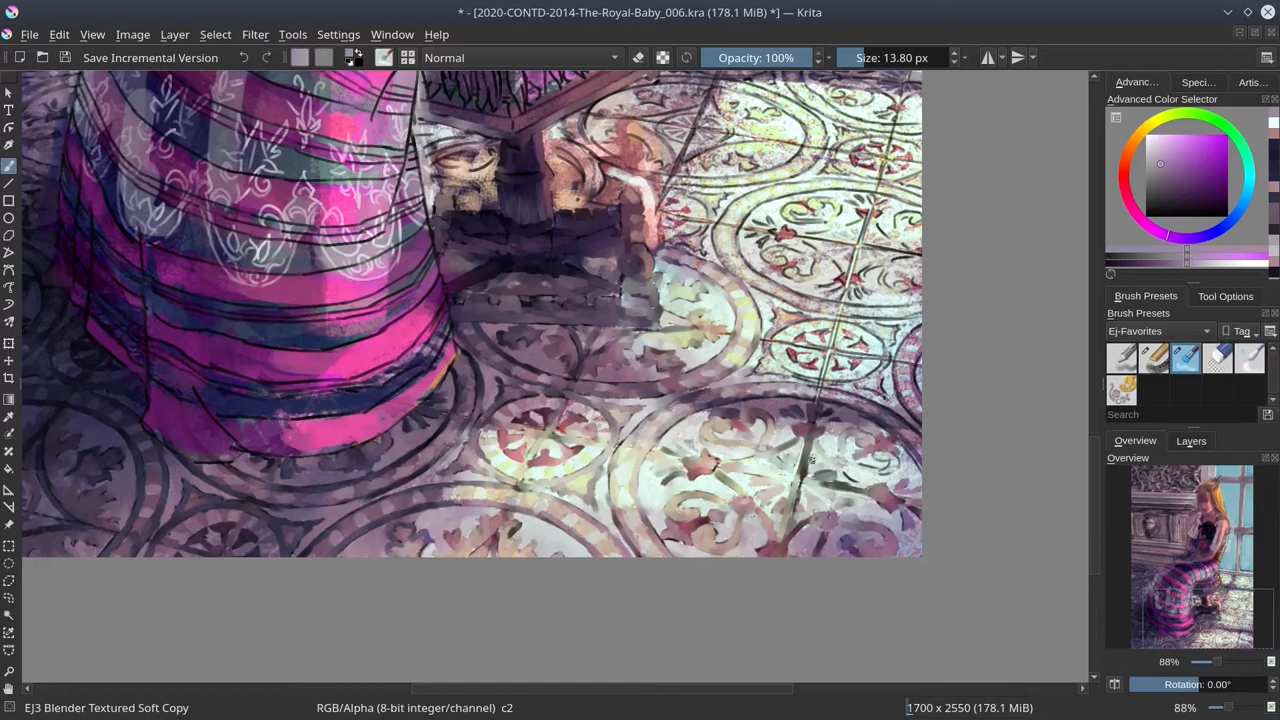 * - [2020-CONTD-2014-The-Royal-Baby_006.kra (178.1 MiB) *] — Krita
File Edit View Image Layer Select Filter Tools Settings Window Help
Save Incremental Version
Normal
Opacity: 100%
Size: 13.80 px
Advanc... Speci... Artis...
Advanced Color Selector
Brush Presets Tool Options
Brush Presets
Ej-Favorites
Tag
Search
Overview Layers
Overview
88%
Rotation: 0.00°
EJ3 Blender Textured Soft Copy
RGB/Alpha (8-bit integer/channel) c2
1700 x 2550 (178.1 MiB)
88%